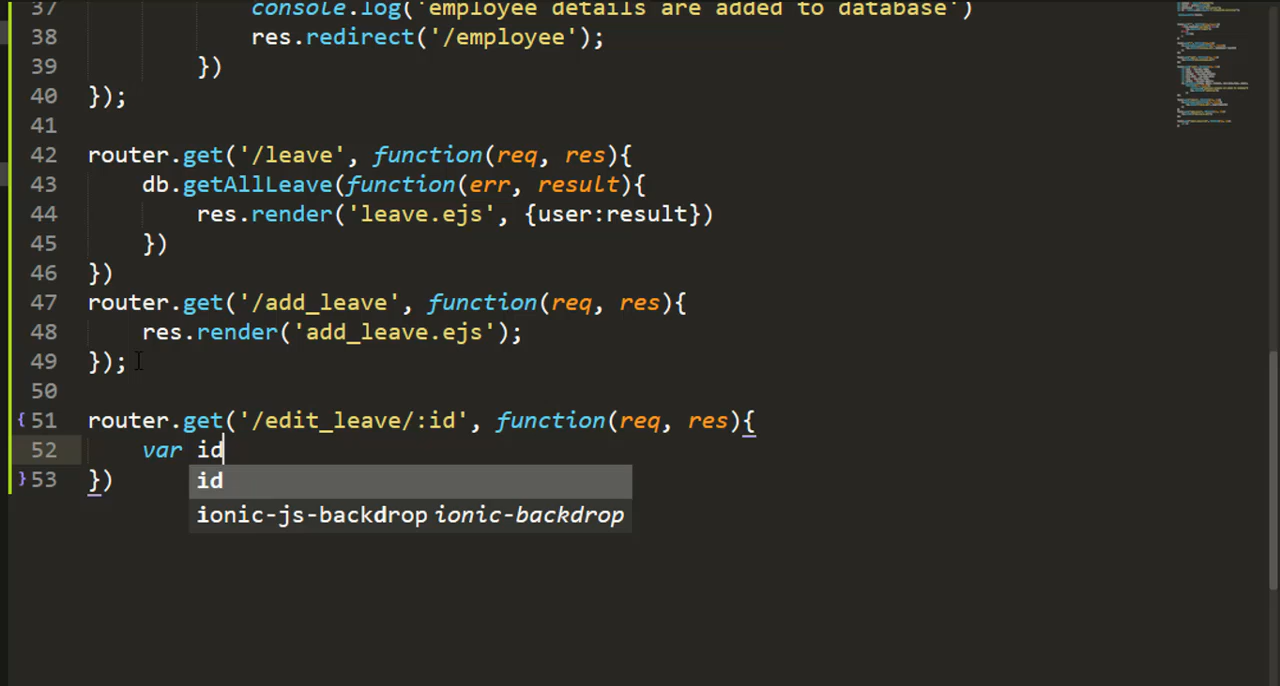 37 console.log('employee details are added to database')
38 res.redirect('/employee');
39 })
40 });
41
42 router.get('/leave', function(req, res){
43 db.getAllLeave(function(err, result){
44 res.render('leave.ejs', {user:result})
45 })
46 })
47 router.get('/add_leave', function(req, res){
48 res.render('add_leave.ejs');
49 });
50
{ 51 router.get('/edit_leave/:id', function(req, res){
52 var id
} 53 })
id
ionic-js-backdrop ionic-backdrop